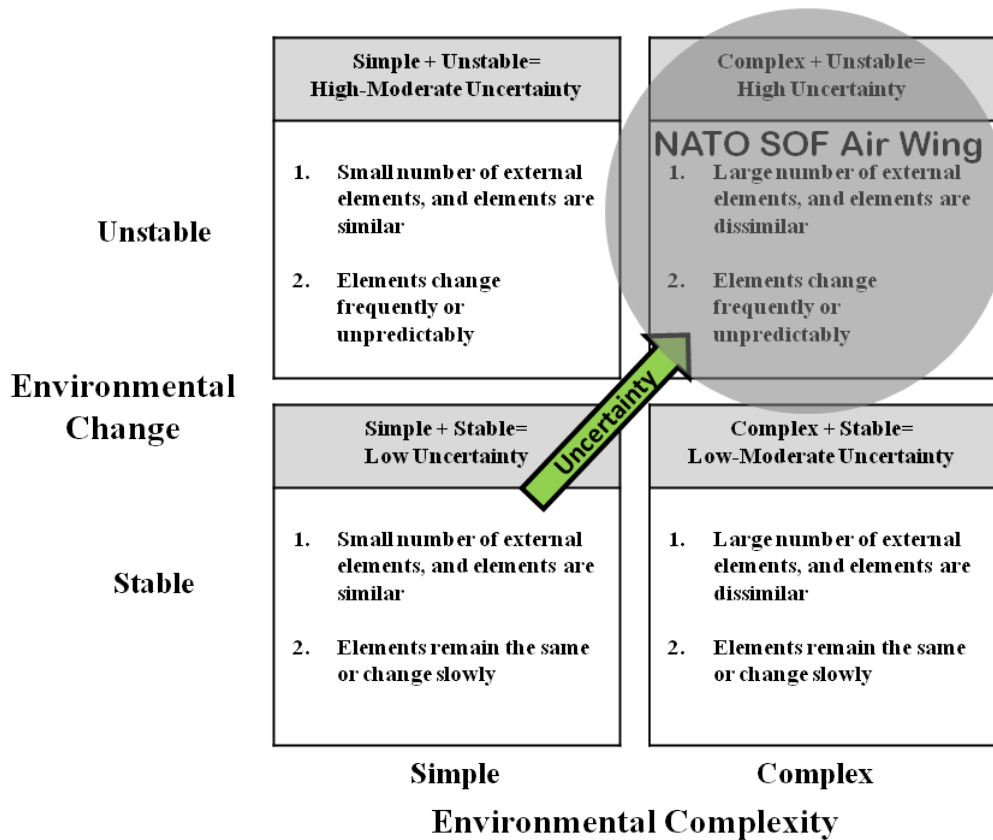 Simple + Unstable=
High-Moderate Uncertainty
1. Small number of external
elements, and elements are
similar
2. Elements change
frequently or
unpredictably
Complex + Unstable=
High Uncertainty
NATO SOF Air Wing
1. Large number of external
elements, and elements are
dissimilar
2. Elements change
frequently or
unpredictably
Unstable
Environmental
Change
Uncertainty
Simple + Stable=
Low Uncertainty
1. Small number of external
elements, and elements are
similar
2. Elements remain the same
or change slowly
Complex + Stable=
Low-Moderate Uncertainty
1. Large number of external
elements, and elements are
dissimilar
2. Elements remain the same
or change slowly
Stable
Simple
Complex
Environmental Complexity